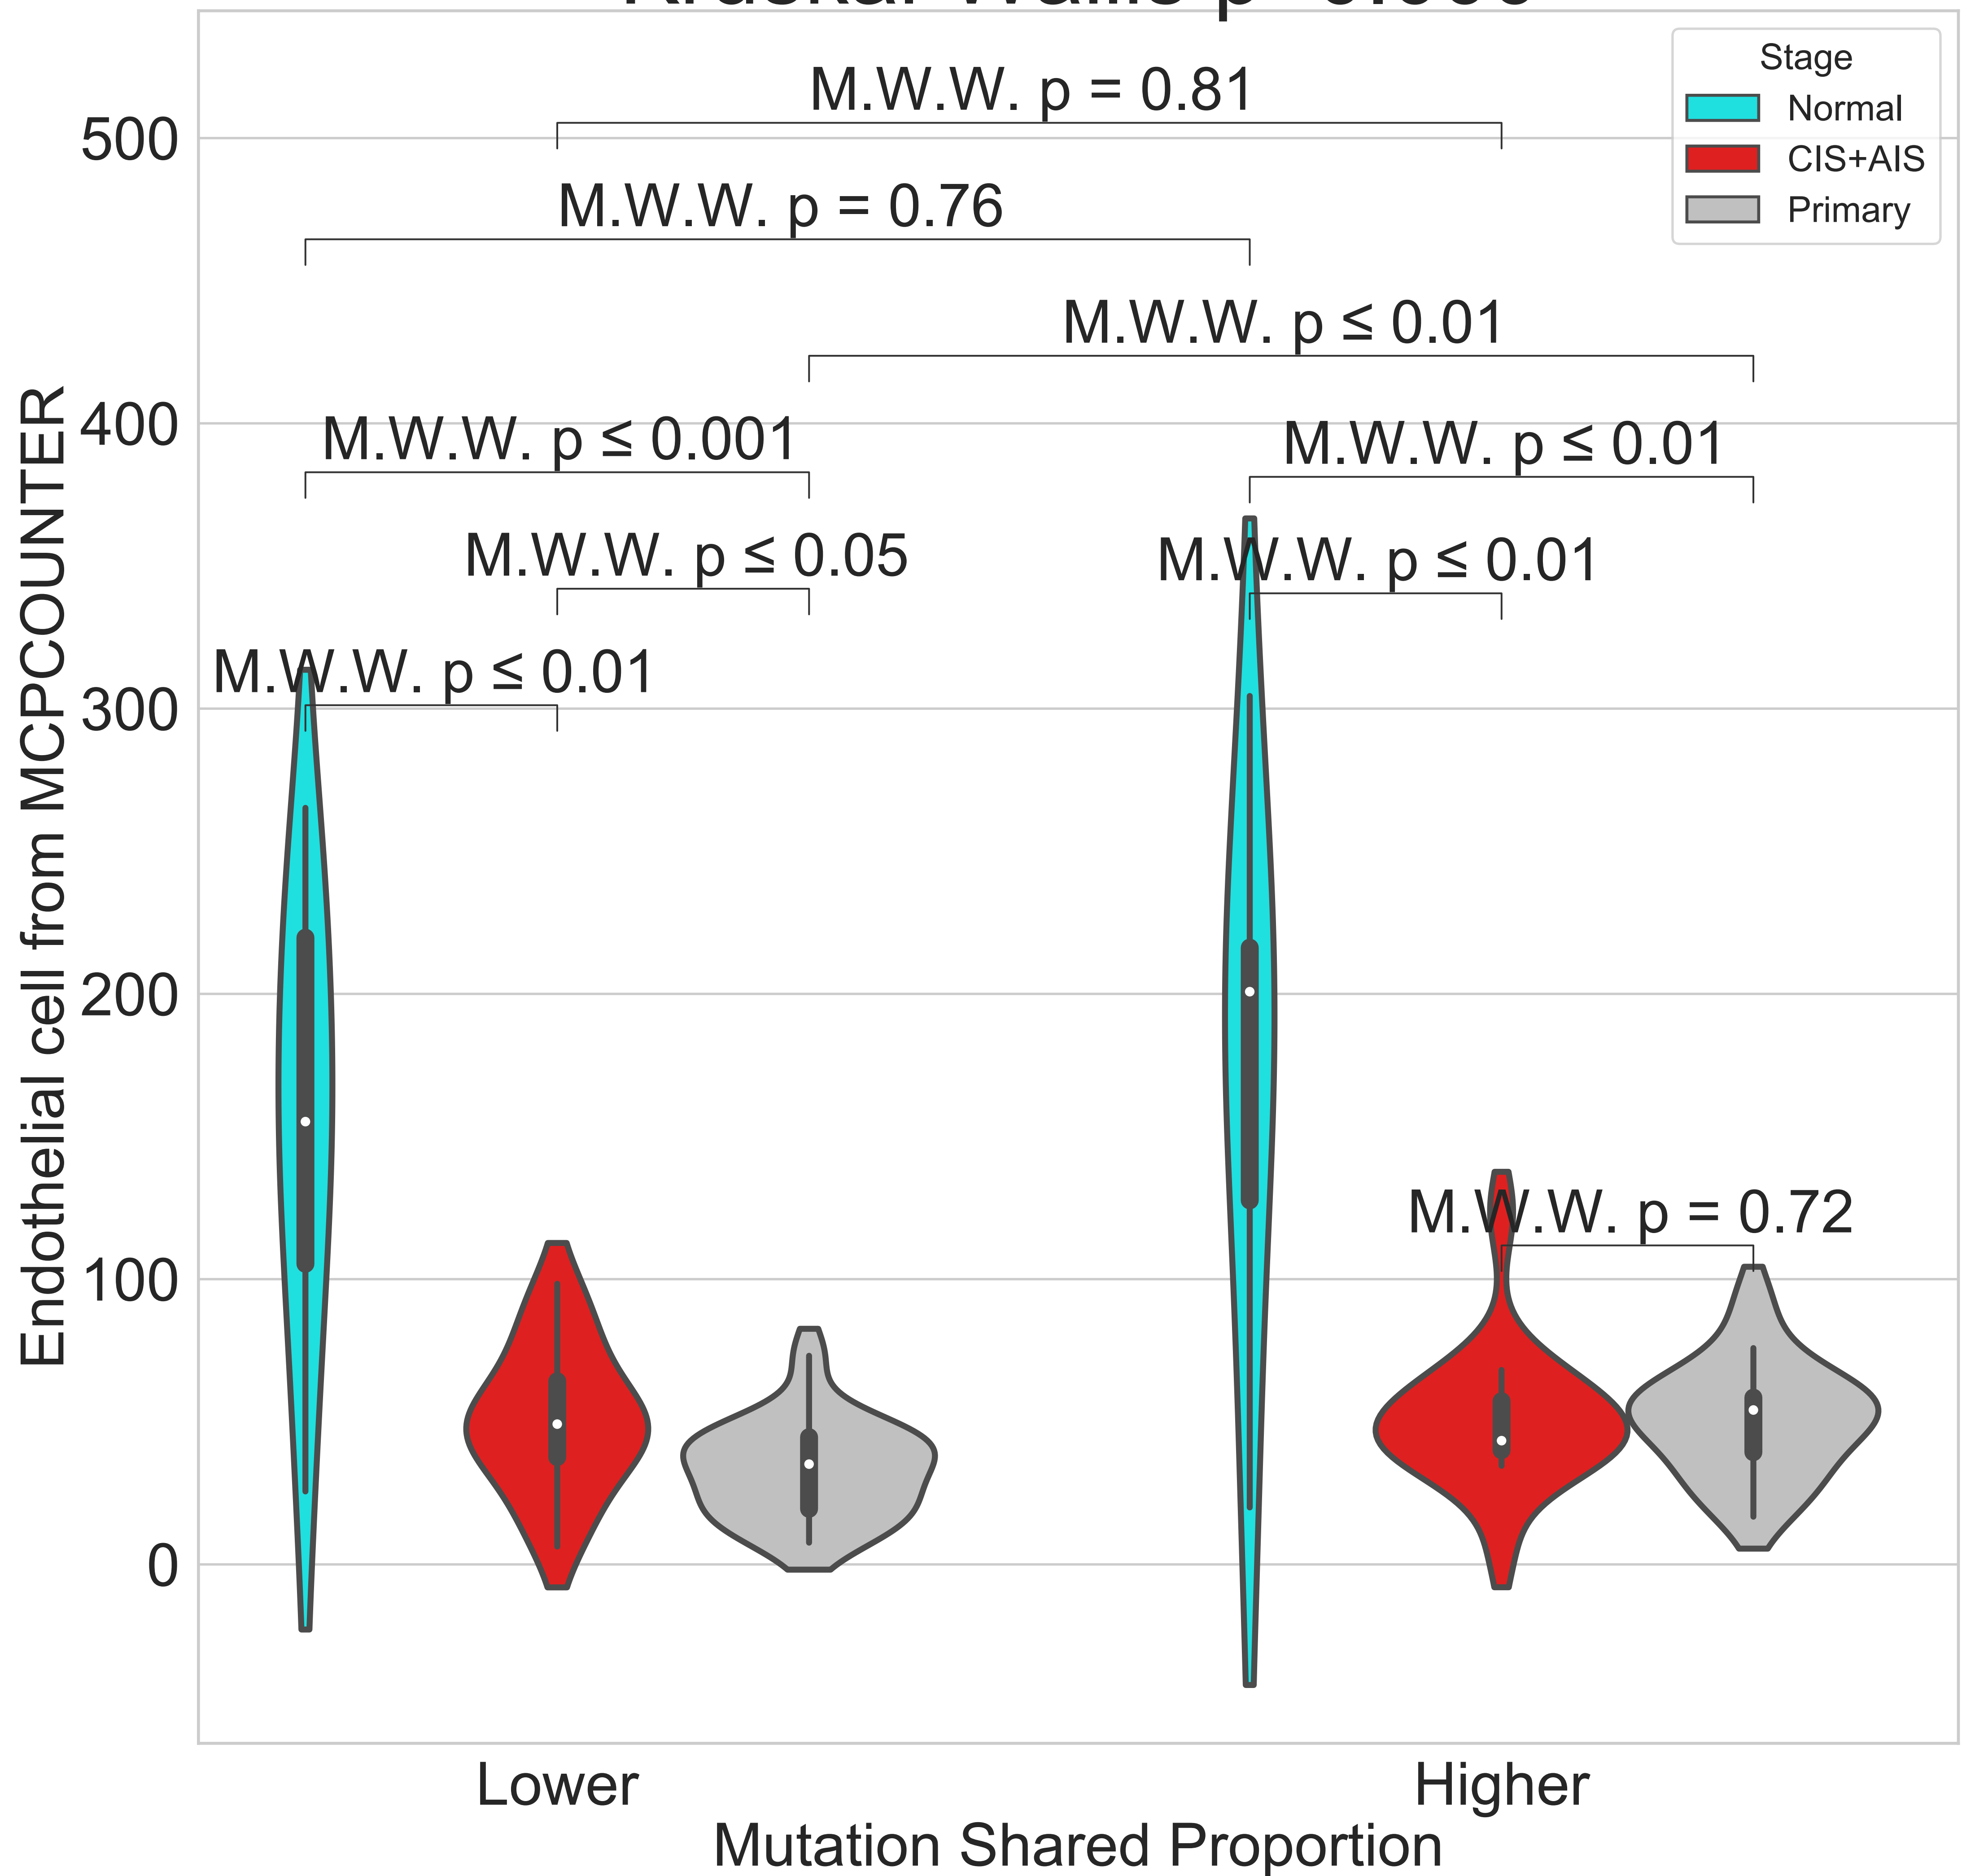 M.W.W. p = 0.81
Stage
Normal
CIS+AIS
Primary
500
M.W.W. p = 0.76
M.W.W. p ≤ 0.01
400
M.W.W. p ≤ 0.001
M.W.W. p ≤ 0.01
M.W.W. p ≤ 0.05
M.W.W. p ≤ 0.01
M.W.W. p ≤ 0.01
300
200
M.W.W. p = 0.72
100
0
Endothelial cell from MCPCOUNTER
Lower
Higher
Mutation Shared Proportion